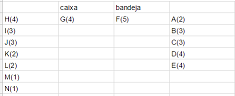 caixa bandeja
H(4) G(4) F(5) A(2)
I(3) B(3)
J(3) C(3)
K(2) D(4)
L(2) E(4)
M(1)
N(1)